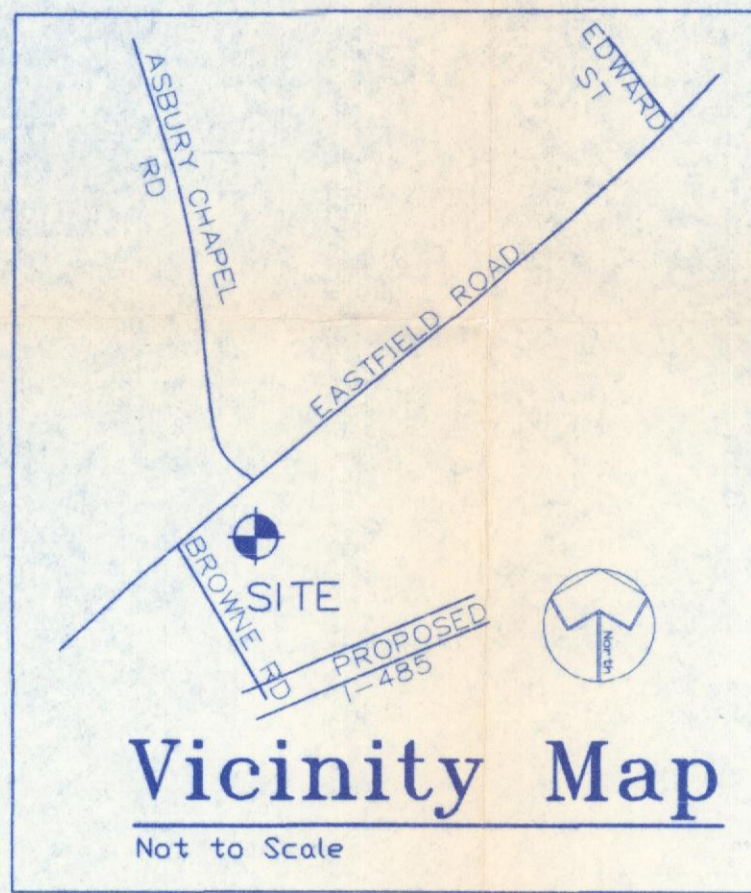 EDWARD
ST
ASBURY CHAPEL
RD
EASTFIELD ROAD
BROWNE RD
SITE
PROPOSED
I-485
North
Vicinity Map
Not to Scale